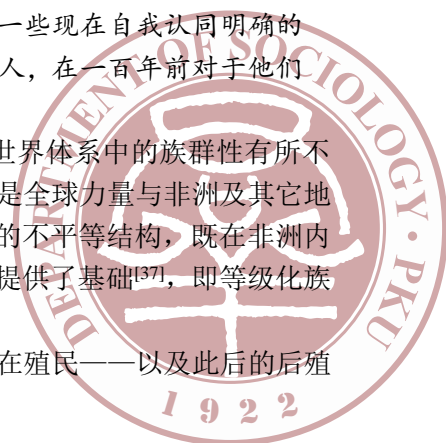 一些现在自我认同明确的
人，在一百年前对于他们
世界体系中的族群性有所不
是全球力量与非洲及其它地
的不平等结构，既在非洲内
提供了基础[37]，即等级化族
在殖民——以及此后的后殖
DEPARTMENT OF SOCIOLOGY · PKU
1922